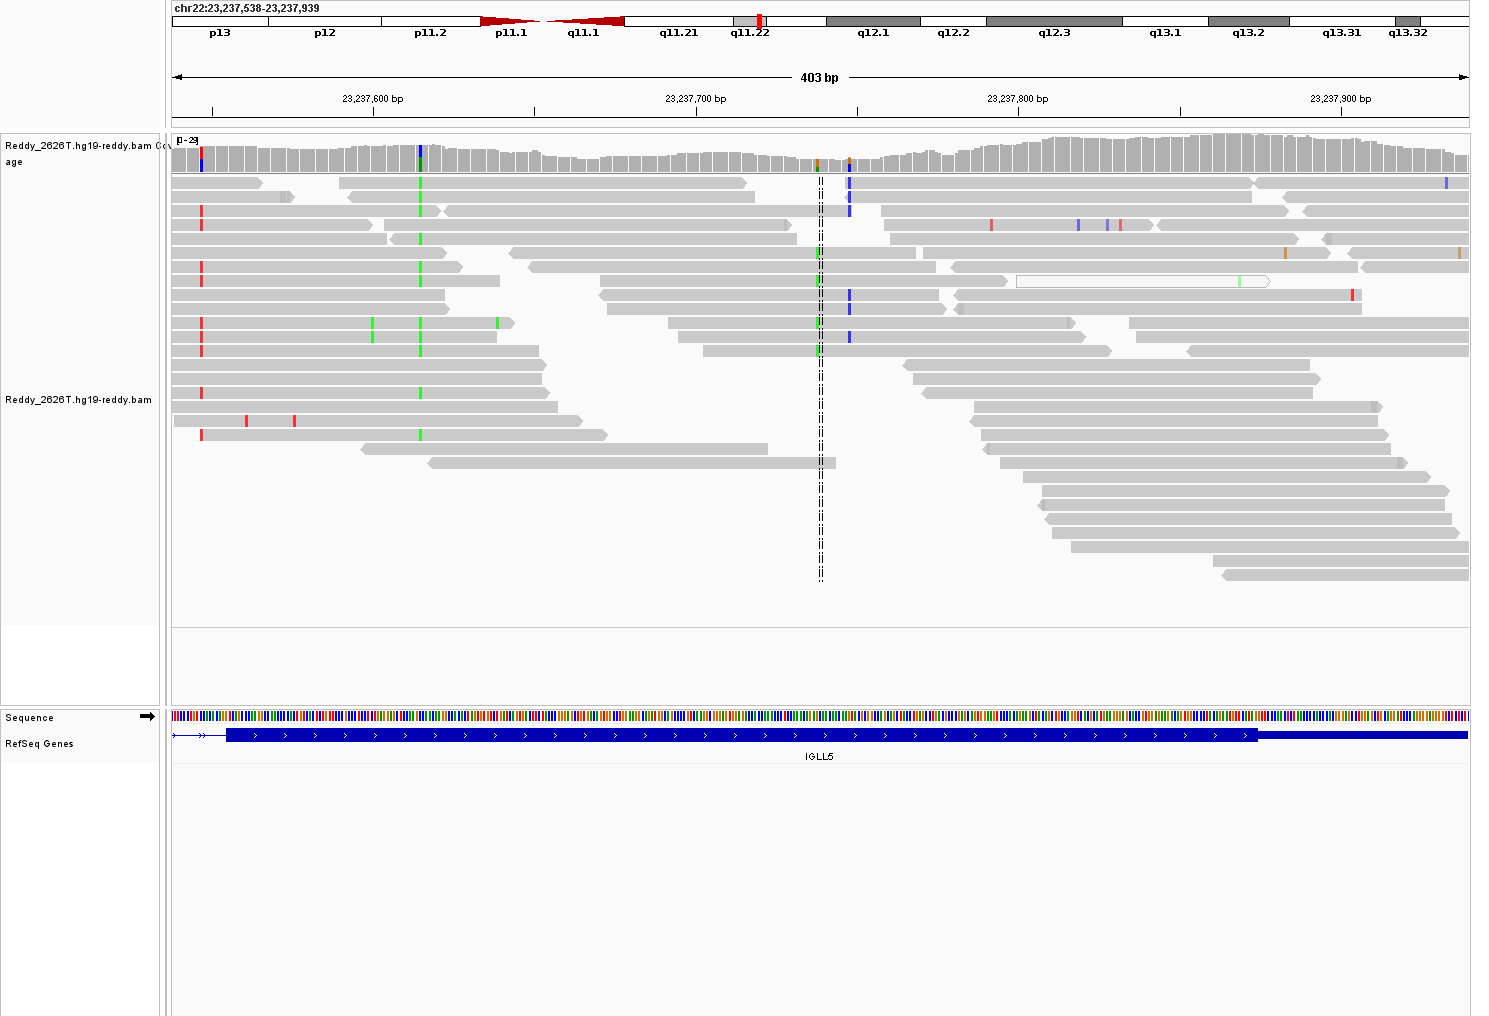 chr22:23,237,538-23,237,939
p13 p12 p11.2 p11.1 q11.1 q11.21 q11.22 q12.1 q12.2 q12.3 q13.1 q13.2 q13.31 q13.32
403 bp
23,237,600 bp 23,237,700 bp 23,237,800 bp 23,237,900 bp
[0-29]
Reddy_2626T.hg19-reddy.bam Cov
age
Reddy_2626T.hg19-reddy.bam
Sequence
RefSeq Genes
IGLL5